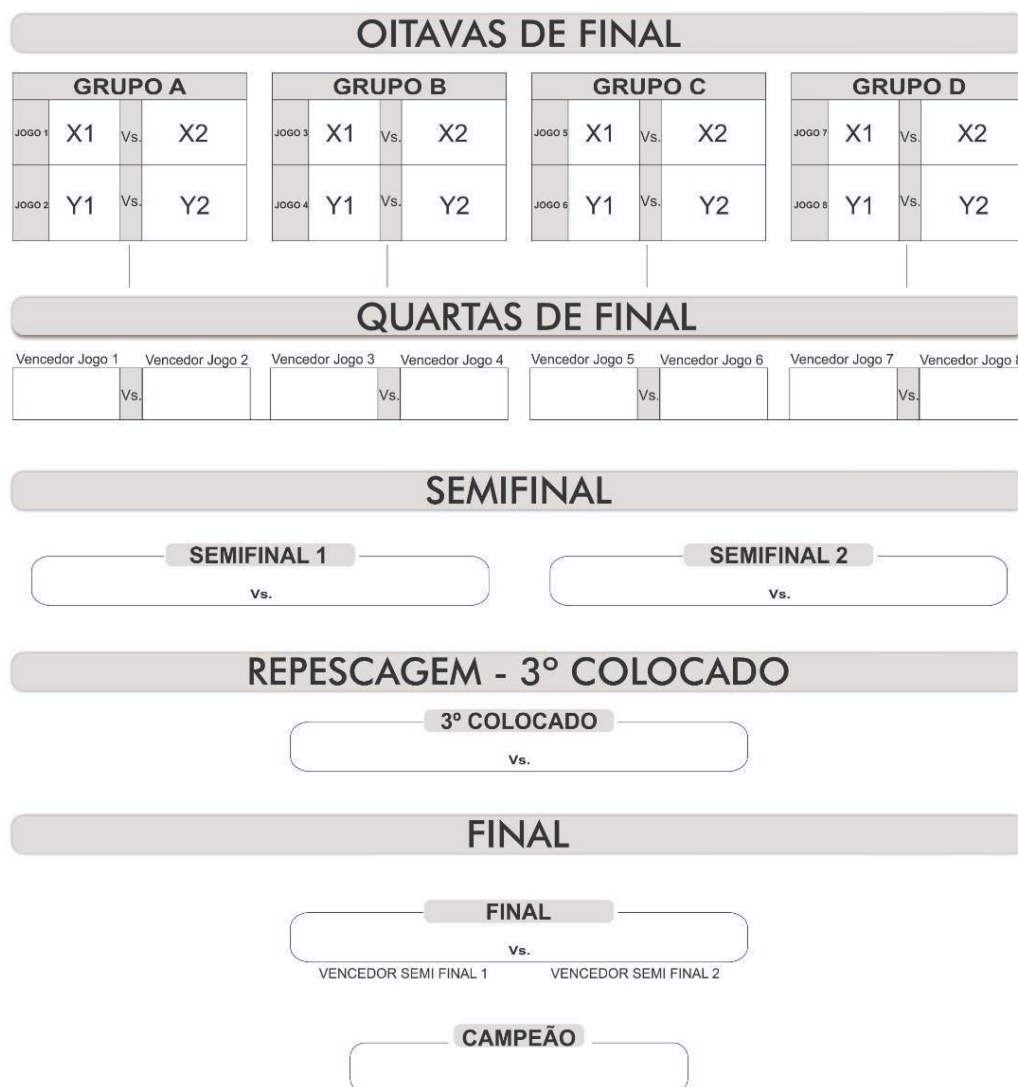 OITAVAS DE FINAL
GRUPO A GRUPO B GRUPO C GRUPO D
JOGO 1 X1 Vs. X2 JOGO 3 X1 Vs. X2 JOGO 5 X1 Vs. X2 JOGO 7 X1 Vs. X2
JOGO 2 Y1 Vs. Y2 JOGO 4 Y1 Vs. Y2 JOGO 6 Y1 Vs. Y2 JOGO 8 Y1 Vs. Y2
QUARTAS DE FINAL
Vencedor Jogo 1 Vencedor Jogo 2 Vencedor Jogo 3 Vencedor Jogo 4 Vencedor Jogo 5 Vencedor Jogo 6 Vencedor Jogo 7 Vencedor Jogo 8
Vs. Vs. Vs. Vs.
SEMIFINAL
SEMIFINAL 1 SEMIFINAL 2
Vs. Vs.
REPESCAGEM - 3º COLOCADO
3º COLOCADO
Vs.
FINAL
FINAL
Vs.
VENCEDOR SEMI FINAL 1 VENCEDOR SEMI FINAL 2
CAMPEÃO